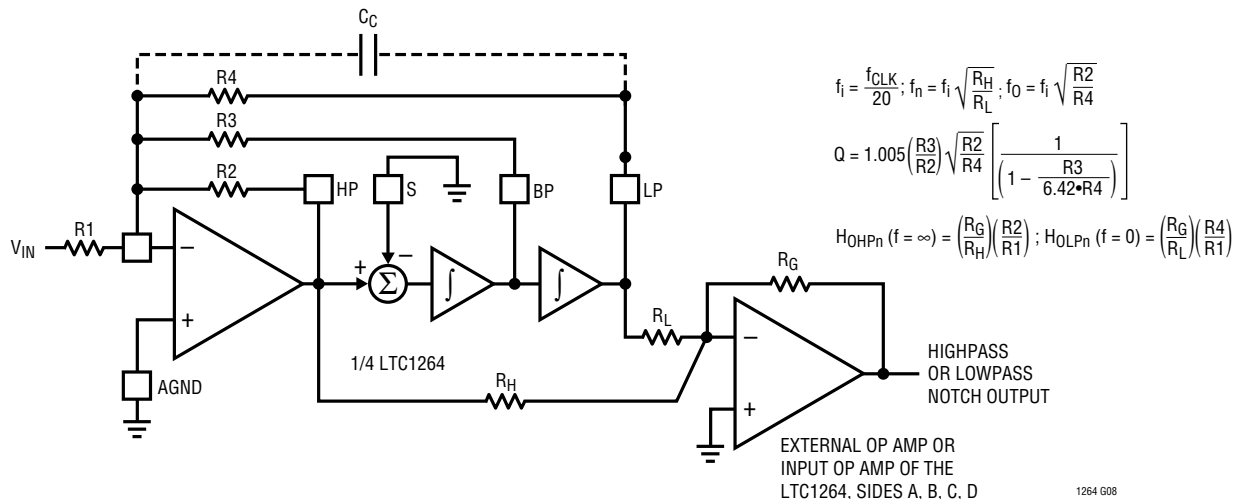 C_C
R4
R3
R2
HP
S
BP
LP
V_IN
R1
−
+
AGND
+
−
Σ
∫
∫
1/4 LTC1264
R_H
R_L
R_G
−
+
HIGHPASS
OR LOWPASS
NOTCH OUTPUT
EXTERNAL OP AMP OR
INPUT OP AMP OF THE
LTC1264, SIDES A, B, C, D
f_i = f_CLK/20; f_n = f_i √(R_H/R_L); f_O = f_i √(R2/R4)
Q = 1.005(R3/R2)√(R2/R4) [1/(1 − R3/(6.42•R4))]
H_OHPn (f = ∞) = (R_G/R_H)(R2/R1); H_OLPn (f = 0) = (R_G/R_L)(R4/R1)
1264 G08